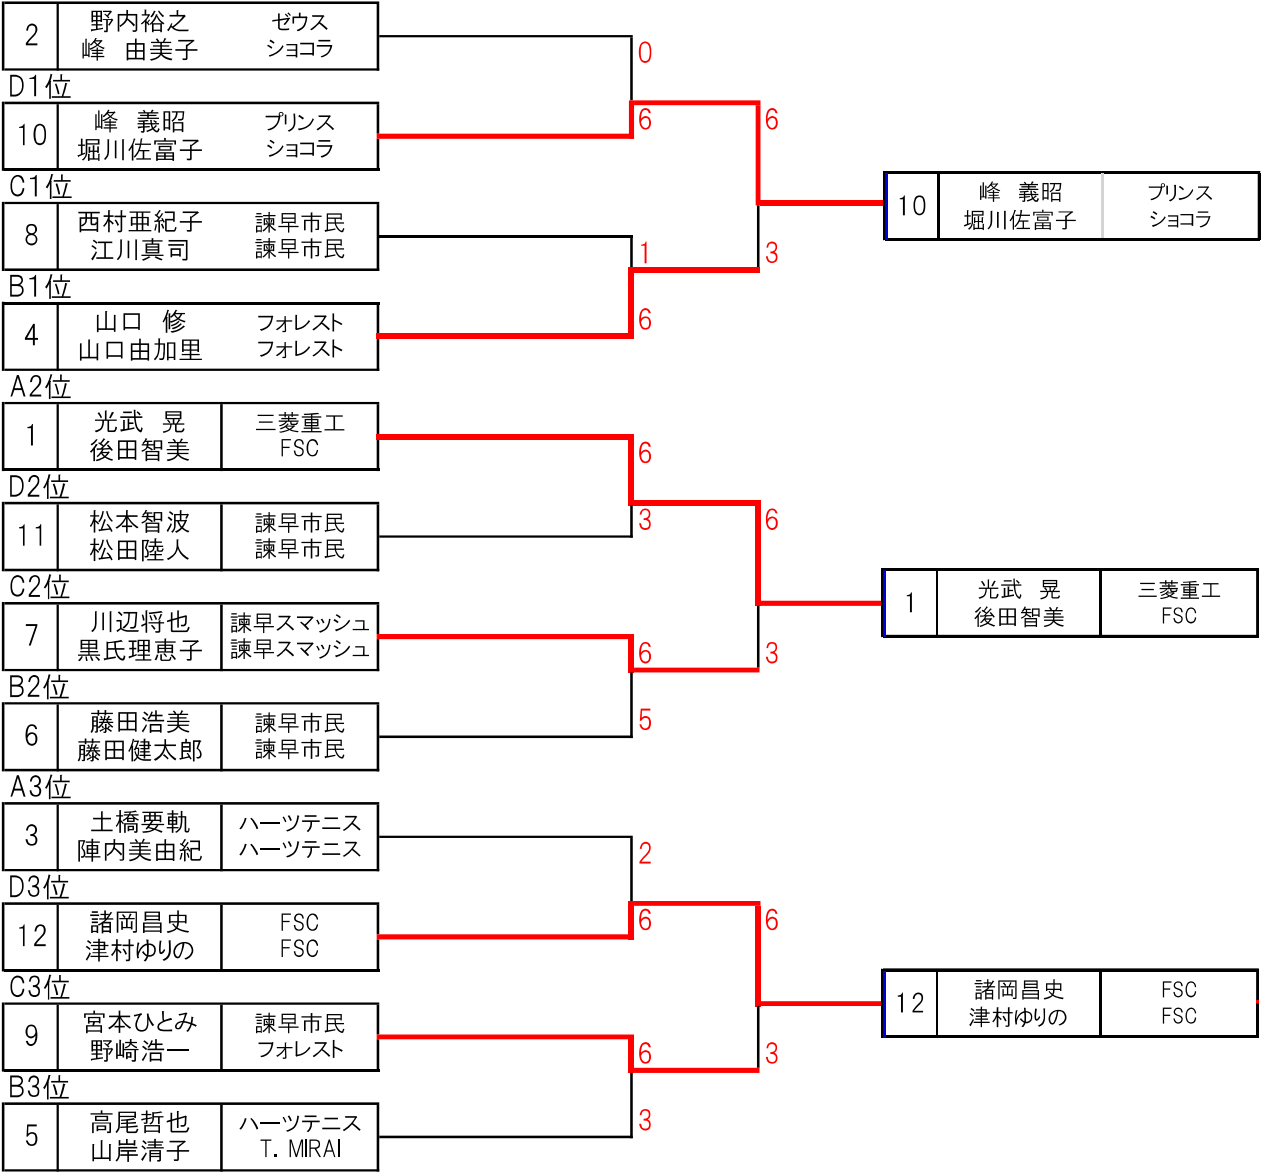 2 野内裕之 ゼウス
峰 由美子 ショコラ
0
D1位
10 峰 義昭 プリンス
堀川佐富子 ショコラ
6
6
C1位
10 峰 義昭 プリンス
堀川佐富子 ショコラ
8 西村亜紀子 諫早市民
江川真司 諫早市民
1
3
B1位
4 山口 修 フォレスト
山口由加里 フォレスト
6
A2位
1 光武 晃 三菱重工
後田智美 FSC
6
D2位
11 松本智波 諫早市民
松田陸人 諫早市民
3
6
C2位
1 光武 晃 三菱重工
後田智美 FSC
7 川辺将也 諫早スマッシュ
黒氏理恵子 諫早スマッシュ
6
3
B2位
6 藤田浩美 諫早市民
藤田健太郎 諫早市民
5
A3位
3 土橋要軌 ハーツテニス
陣内美由紀 ハーツテニス
2
D3位
12 諸岡昌史 FSC
津村ゆりの FSC
6
6
C3位
12 諸岡昌史 FSC
津村ゆりの FSC
9 宮本ひとみ 諫早市民
野崎浩一 フォレスト
6
3
B3位
5 高尾哲也 ハーツテニス
山岸清子 T. MIRAI
3